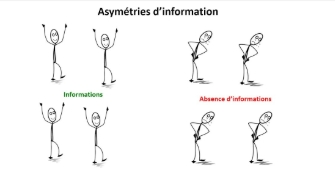 Asymétries d'information
Informations
Absence d'informations